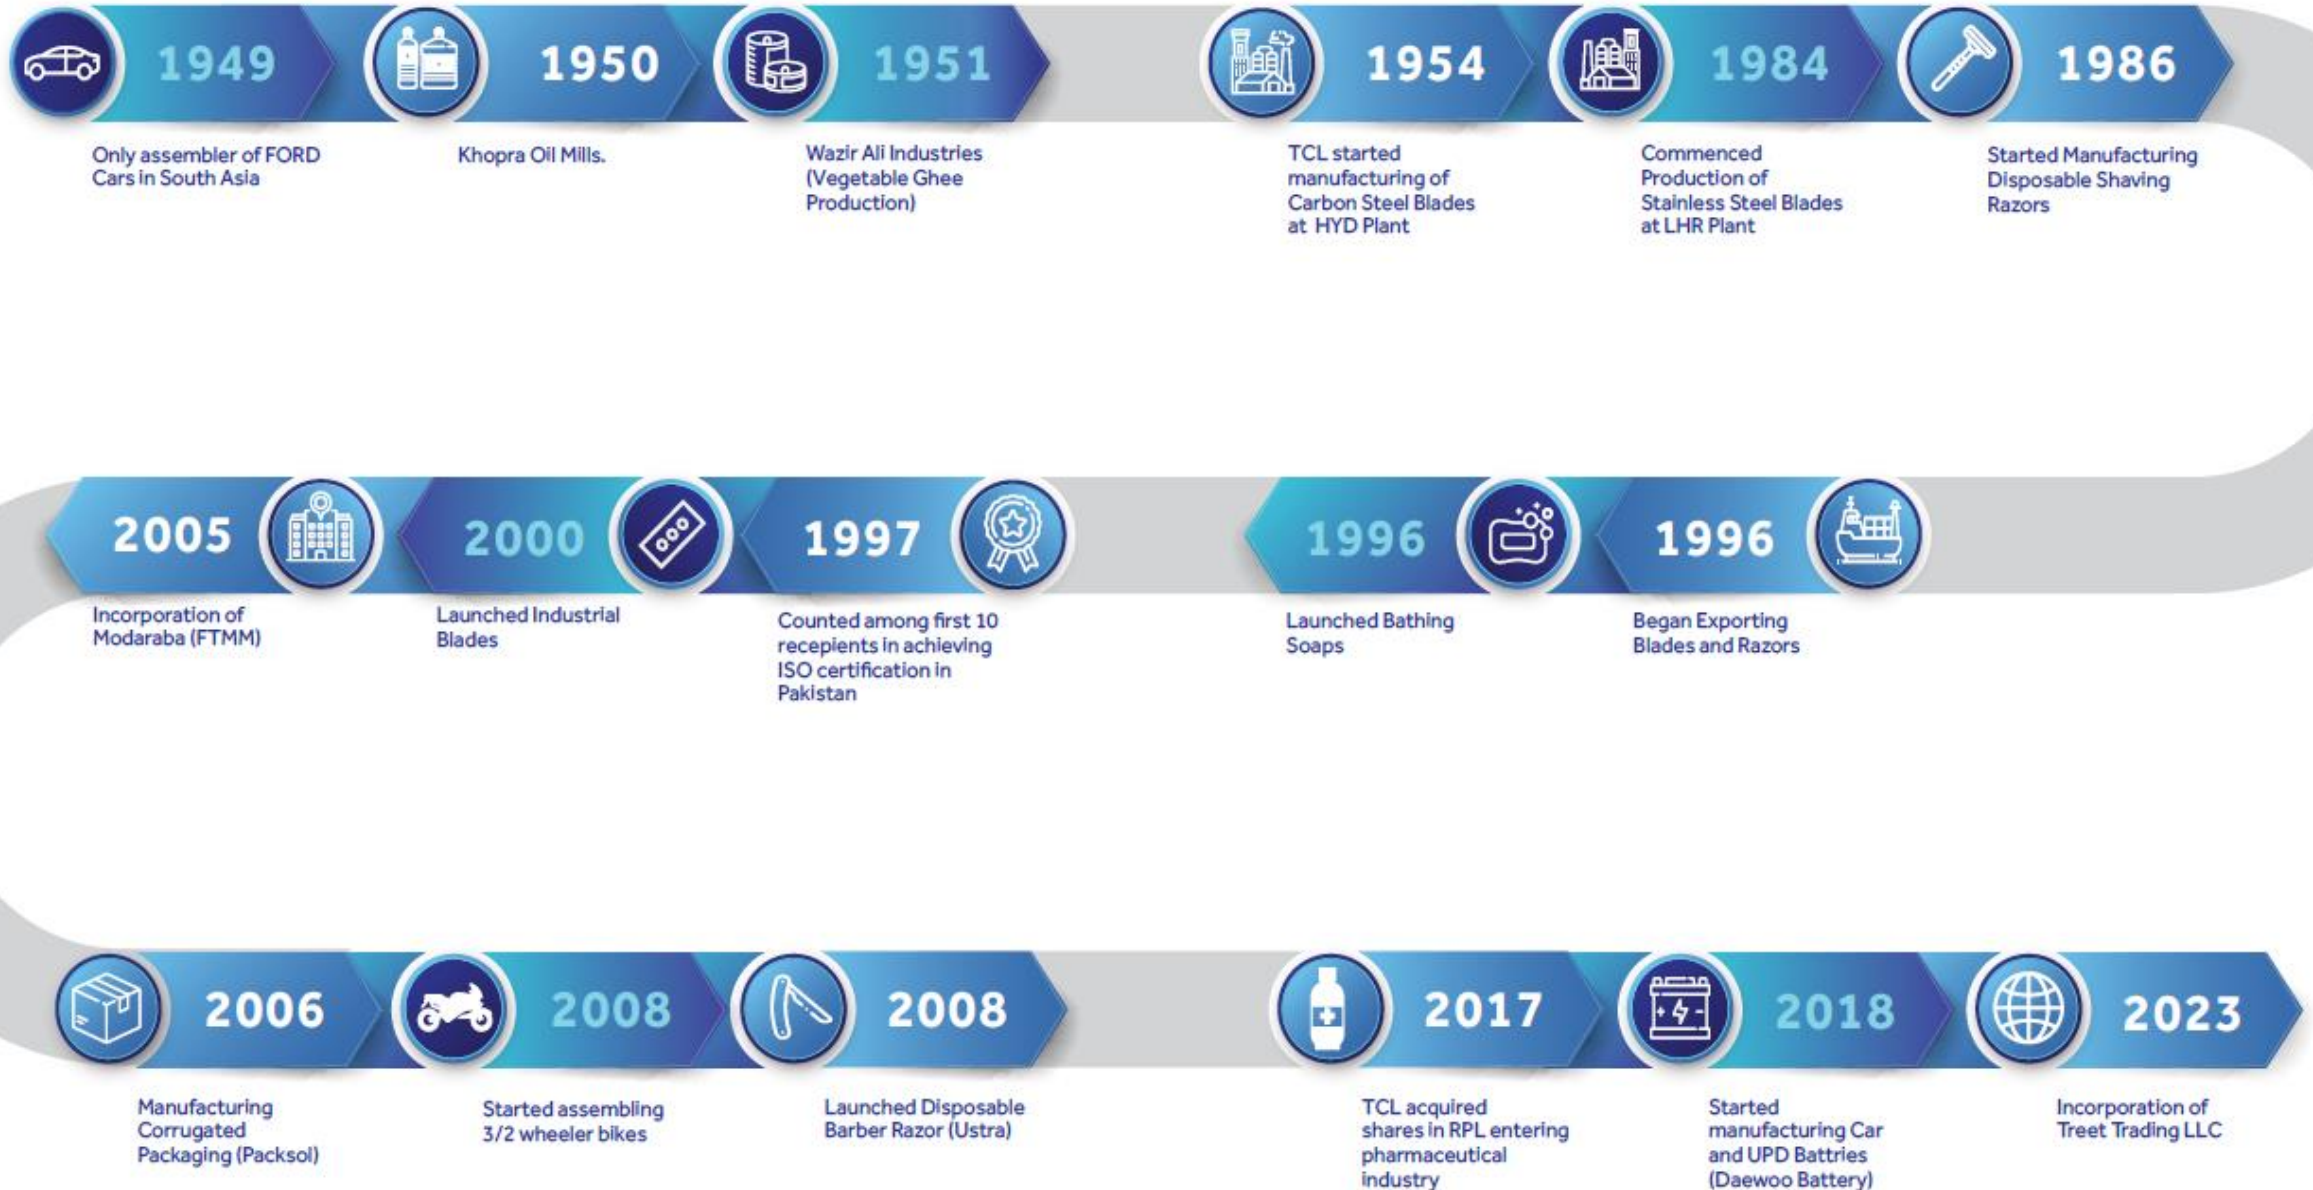 1949
Only assembler of FORD
Cars in South Asia
1950
Khopra Oil Mills.
1951
Wazir Ali Industries
(Vegetable Ghee
Production)
1954
TCL started
manufacturing of
Carbon Steel Blades
at HYD Plant
1984
Commenced
Production of
Stainless Steel Blades
at LHR Plant
1986
Started Manufacturing
Disposable Shaving
Razors
1996
Began Exporting
Blades and Razors
1996
Launched Bathing
Soaps
1997
Counted among first 10
recepients in achieving
ISO certification in
Pakistan
2000
Launched Industrial
Blades
2005
Incorporation of
Modaraba (FTMM)
2006
Manufacturing
Corrugated
Packaging (Packsol)
2008
Started assembling
3/2 wheeler bikes
2008
Launched Disposable
Barber Razor (Ustra)
2017
TCL acquired
shares in RPL entering
pharmaceutical
industry
2018
Started
manufacturing Car
and UPD Battries
(Daewoo Battery)
2023
Incorporation of
Treet Trading LLC